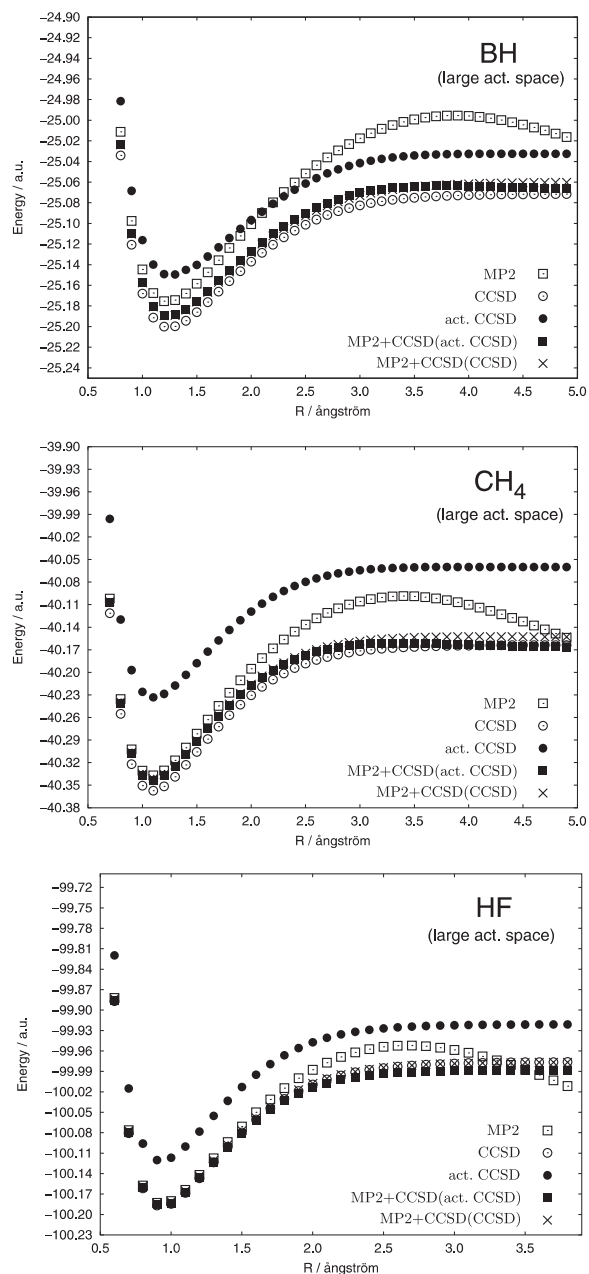 BH
(large act. space)
Energy / a.u.
−24.90
−24.92
−24.94
−24.96
−24.98
−25.00
−25.02
−25.04
−25.06
−25.08
−25.10
−25.12
−25.14
−25.16
−25.18
−25.20
−25.22
−25.24
MP2
CCSD
act. CCSD
MP2+CCSD(act. CCSD)
MP2+CCSD(CCSD)
0.5 1.0 1.5 2.0 2.5 3.0 3.5 4.0 4.5 5.0
R / ångström
CH4
(large act. space)
Energy / a.u.
−39.90
−39.93
−39.96
−39.99
−40.02
−40.05
−40.08
−40.11
−40.14
−40.17
−40.20
−40.23
−40.26
−40.29
−40.32
−40.35
−40.38
MP2
CCSD
act. CCSD
MP2+CCSD(act. CCSD)
MP2+CCSD(CCSD)
0.5 1.0 1.5 2.0 2.5 3.0 3.5 4.0 4.5 5.0
R / ångström
HF
(large act. space)
Energy / a.u.
−99.72
−99.75
−99.78
−99.81
−99.84
−99.87
−99.90
−99.93
−99.96
−99.99
−100.02
−100.05
−100.08
−100.11
−100.14
−100.17
−100.20
−100.23
MP2
CCSD
act. CCSD
MP2+CCSD(act. CCSD)
MP2+CCSD(CCSD)
0.5 1.0 1.5 2.0 2.5 3.0 3.5
R / ångström